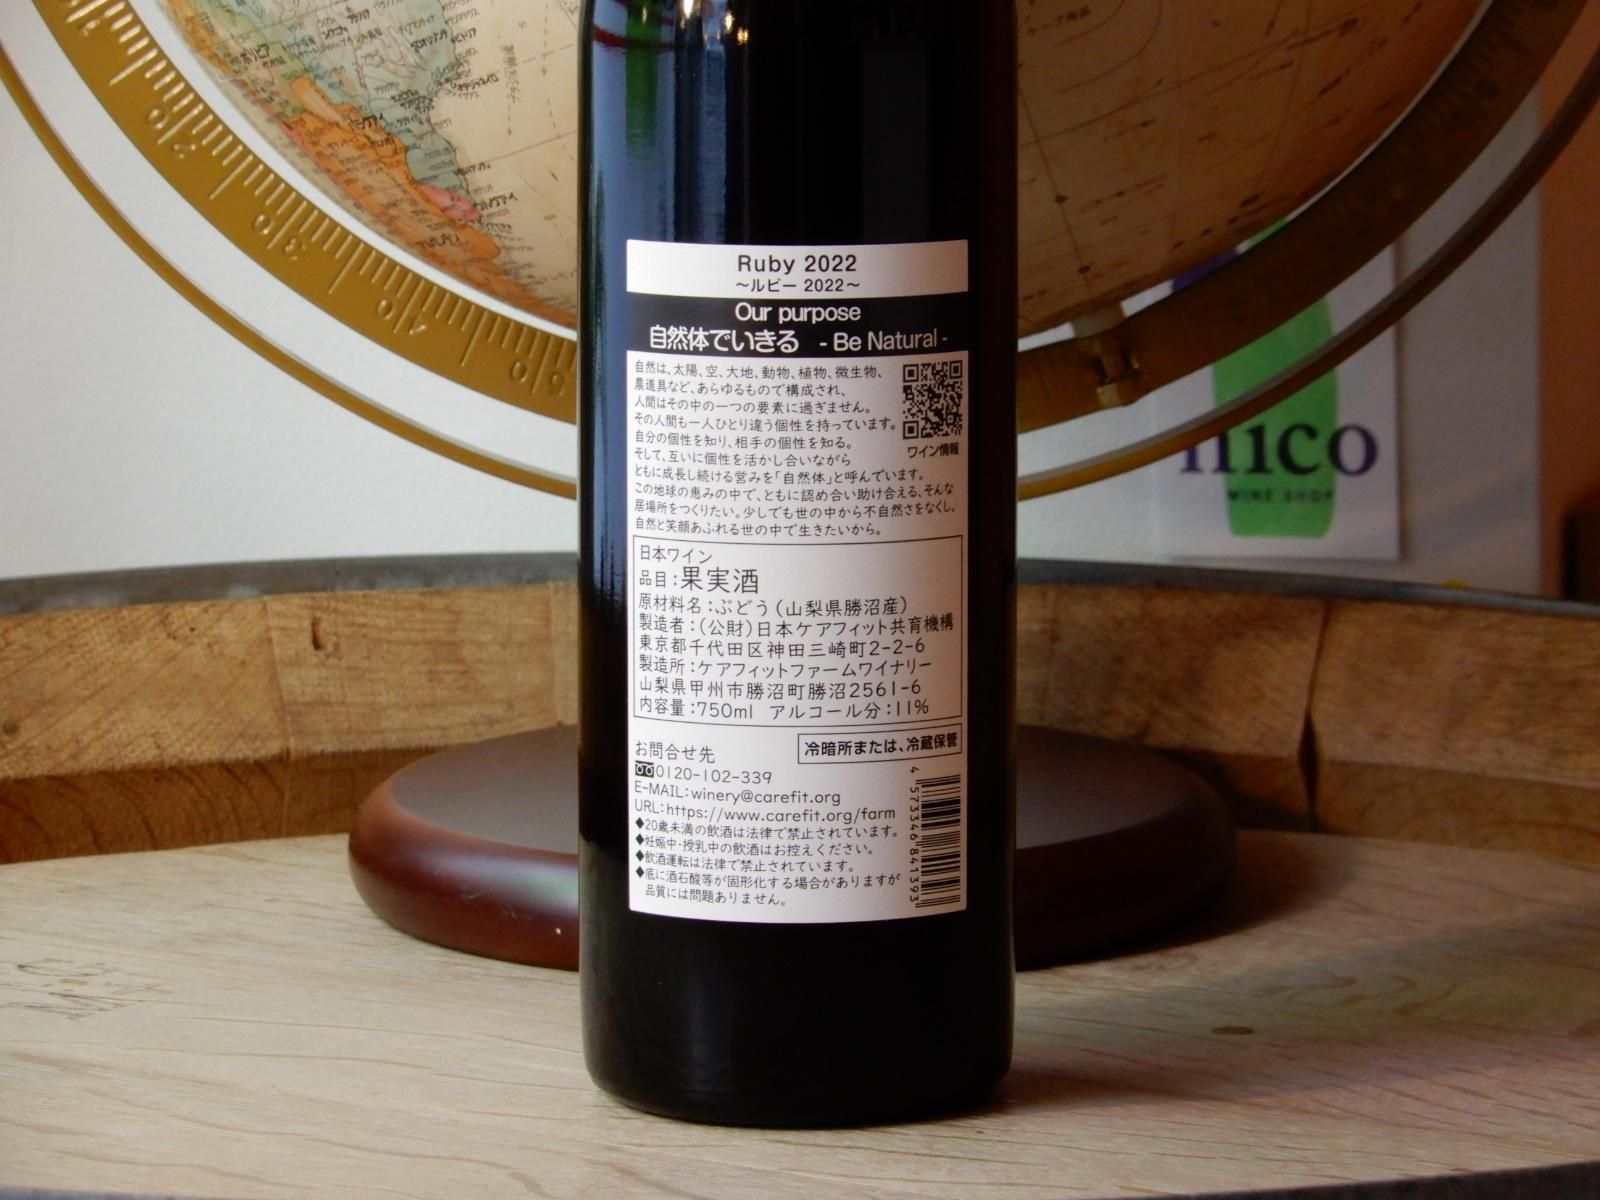 Ruby 2022
～ルビー 2022～
Our purpose
自然体でいきる - Be Natural -
自然は、太陽、空、大地、動物、植物、微生物、
農道具など、あらゆるもので構成され、
人間はその中の一つの要素に過ぎません。
その人間も一人ひとり違う個性を持っています。
自分の個性を知り、相手の個性を知る。
そして、互いに個性を活かし合いながら
ともに成長し続ける営みを「自然体」と呼んでいます。
この地球の恵みの中で、ともに認め合い助け合える、そんな
居場所をつくりたい。少しでも世の中から不自然さをなくし、
自然と笑顔あふれる世の中で生きたいから。
ワイン情報
日本ワイン
品目：果実酒
原材料名：ぶどう（山梨県勝沼産）
製造者：（公財）日本ケアフィット共育機構
東京都千代田区神田三崎町2-2-6
製造所：ケアフィットファームワイナリー
山梨県甲州市勝沼町勝沼2561-6
内容量：750ml アルコール分：11%
冷暗所または、冷蔵保管
お問合せ先
0120-102-339
E-MAIL:winery@carefit.org
URL:https://www.carefit.org/farm
◆20歳未満の飲酒は法律で禁止されています。
◆妊娠中・授乳中の飲酒はお控えください。
◆飲酒運転は法律で禁止されています。
◆底に酒石酸等が固形化する場合がありますが
品質には問題ありません。
4573346841393
nico
WINE SHOP